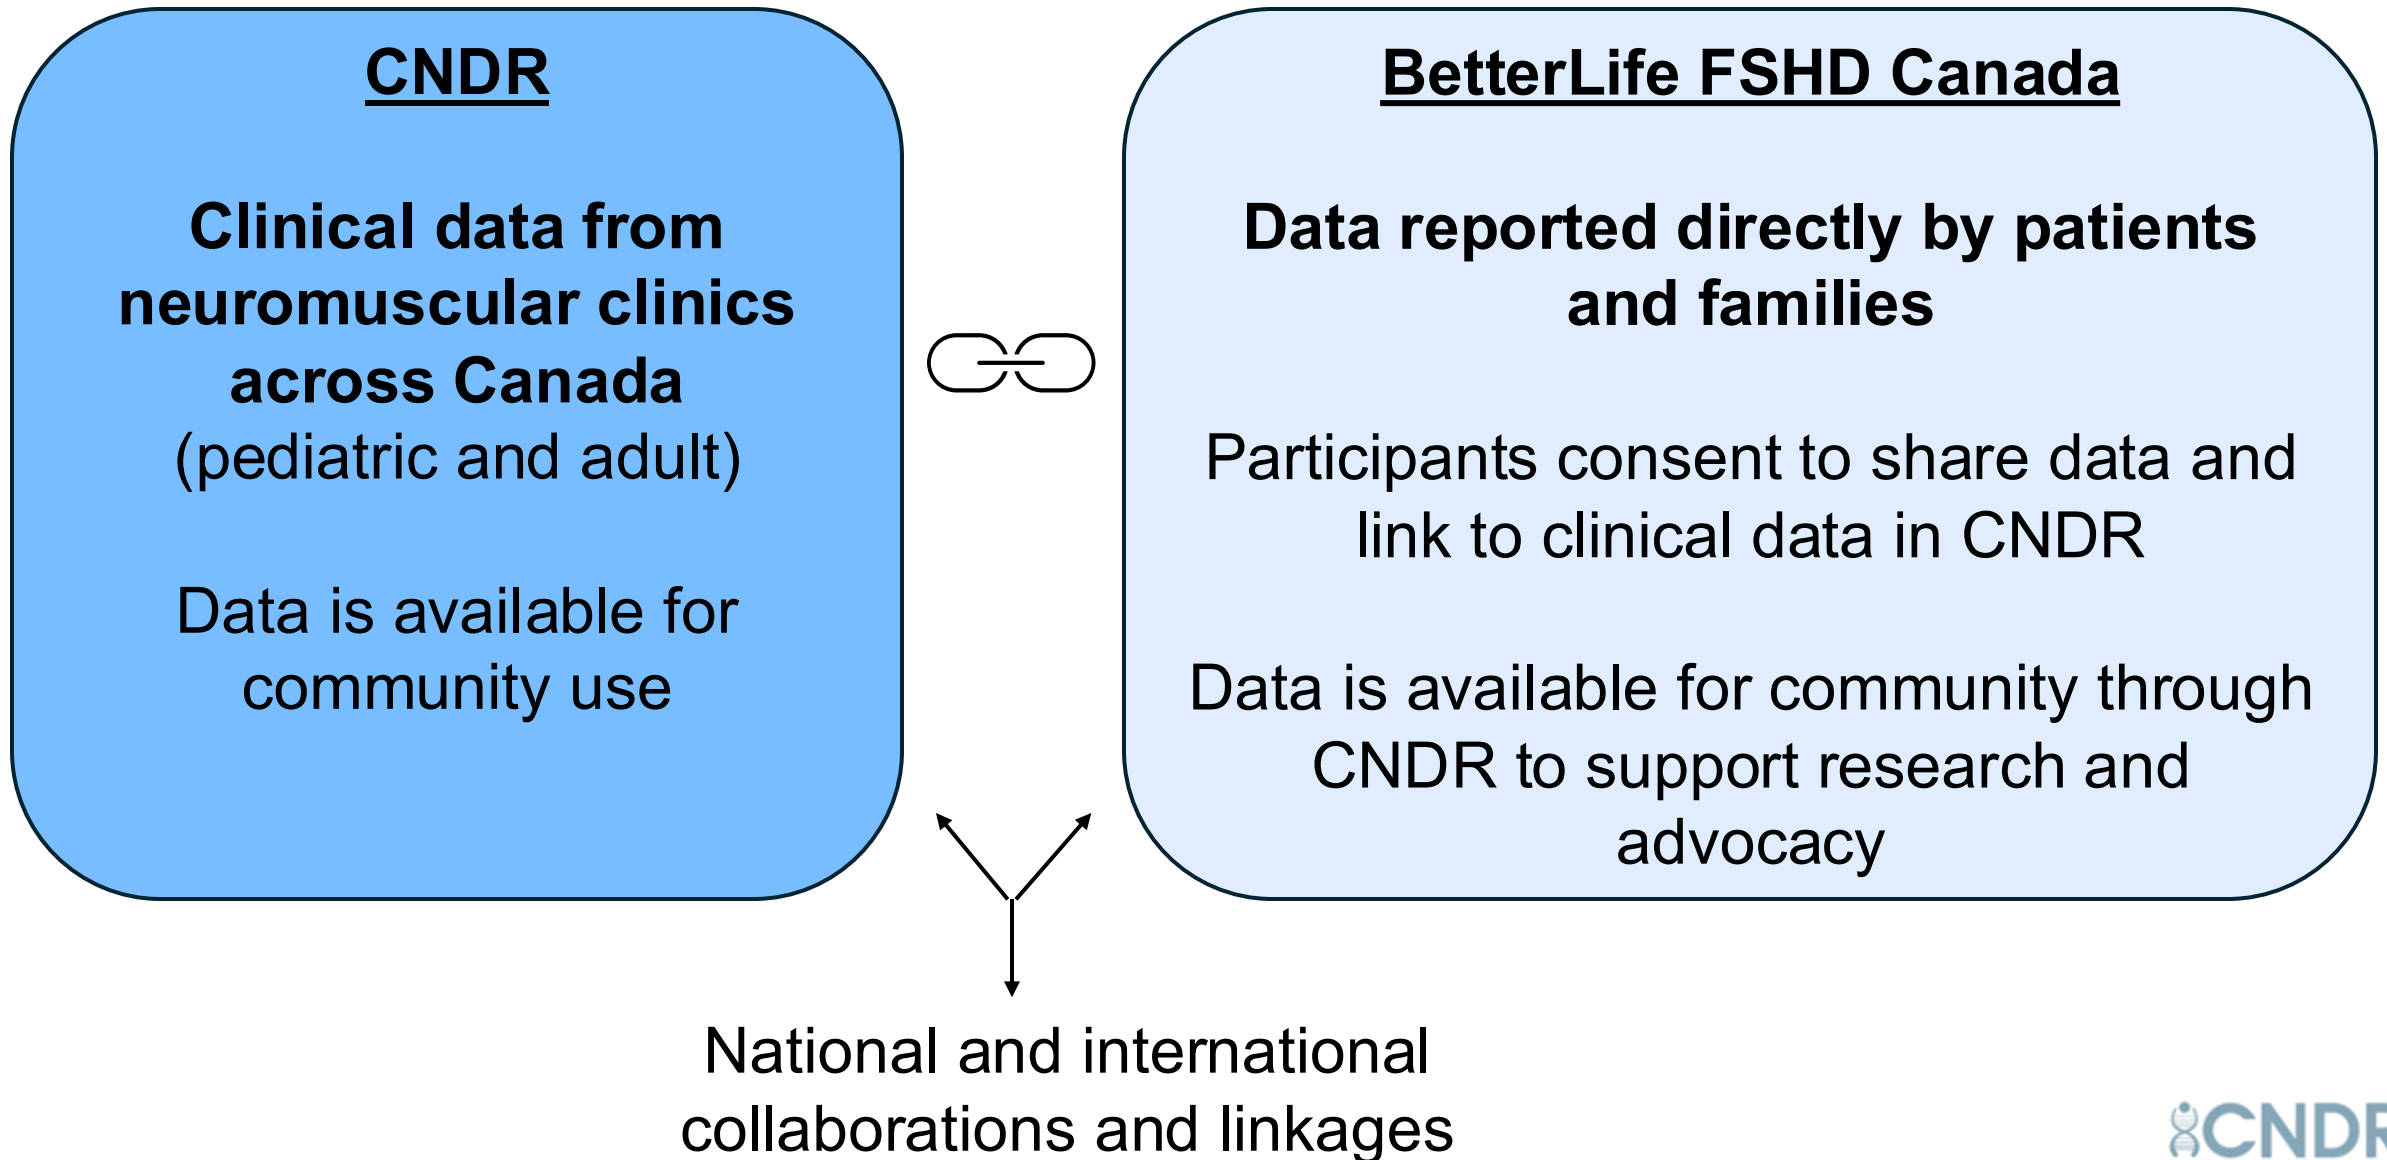 CNDR
Clinical data from
neuromuscular clinics
across Canada
(pediatric and adult)
Data is available for
community use
BetterLife FSHD Canada
Data reported directly by patients
and families
Participants consent to share data and
link to clinical data in CNDR
Data is available for community through
CNDR to support research and
advocacy
National and international
collaborations and linkages
CNDR